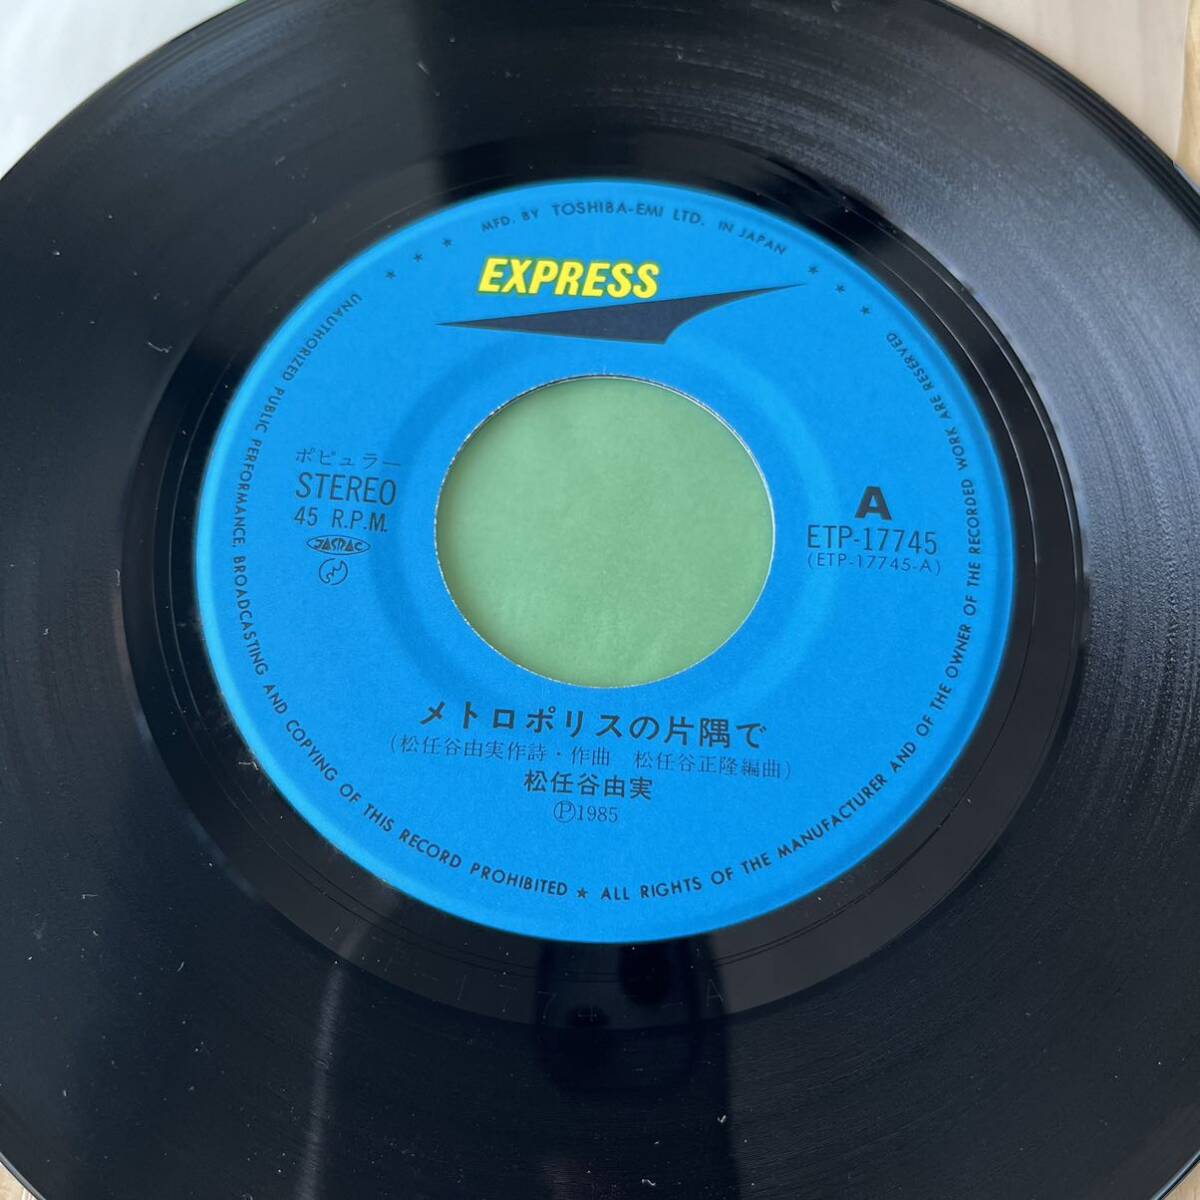 MFD. BY TOSHIBA-EMI LTD. IN JAPAN
EXPRESS
ポピュラー
STEREO
45 R.P.M.
JASRAC
A
ETP-17745
(ETP-17745-A)
メトロポリスの片隅で
(松任谷由実作詩・作曲 松任谷正隆編曲)
松任谷由実
Ⓟ1985
UNAUTHORIZED PUBLIC PERFORMANCE, BROADCASTING AND COPYING OF THIS RECORD PROHIBITED ★ ALL RIGHTS OF THE MANUFACTURER AND OF THE OWNER OF THE RECORDED WORK ARE RESERVED